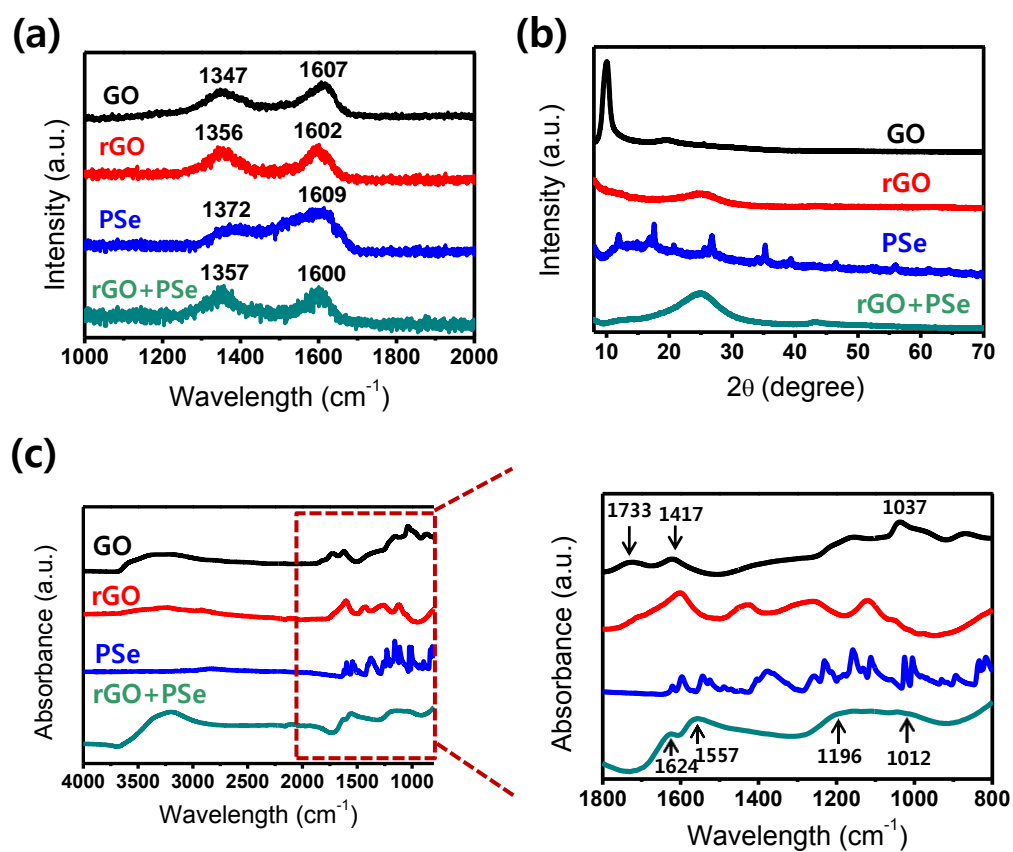 (a)
1347 1607
GO
1356 1602
rGO
1372 1609
PSe
1357 1600
rGO+PSe
Intensity (a.u.)
1000 1200 1400 1600 1800 2000
Wavelength (cm⁻¹)
(b)
GO
rGO
PSe
rGO+PSe
Intensity (a.u.)
10 20 30 40 50 60 70
2θ (degree)
(c)
GO
rGO
PSe
rGO+PSe
Absorbance (a.u.)
4000 3500 3000 2500 2000 1500 1000
Wavelength (cm⁻¹)
1733 1417 1037
1624 1557 1196 1012
Absorbance (a.u.)
1800 1600 1400 1200 1000 800
Wavelength (cm⁻¹)